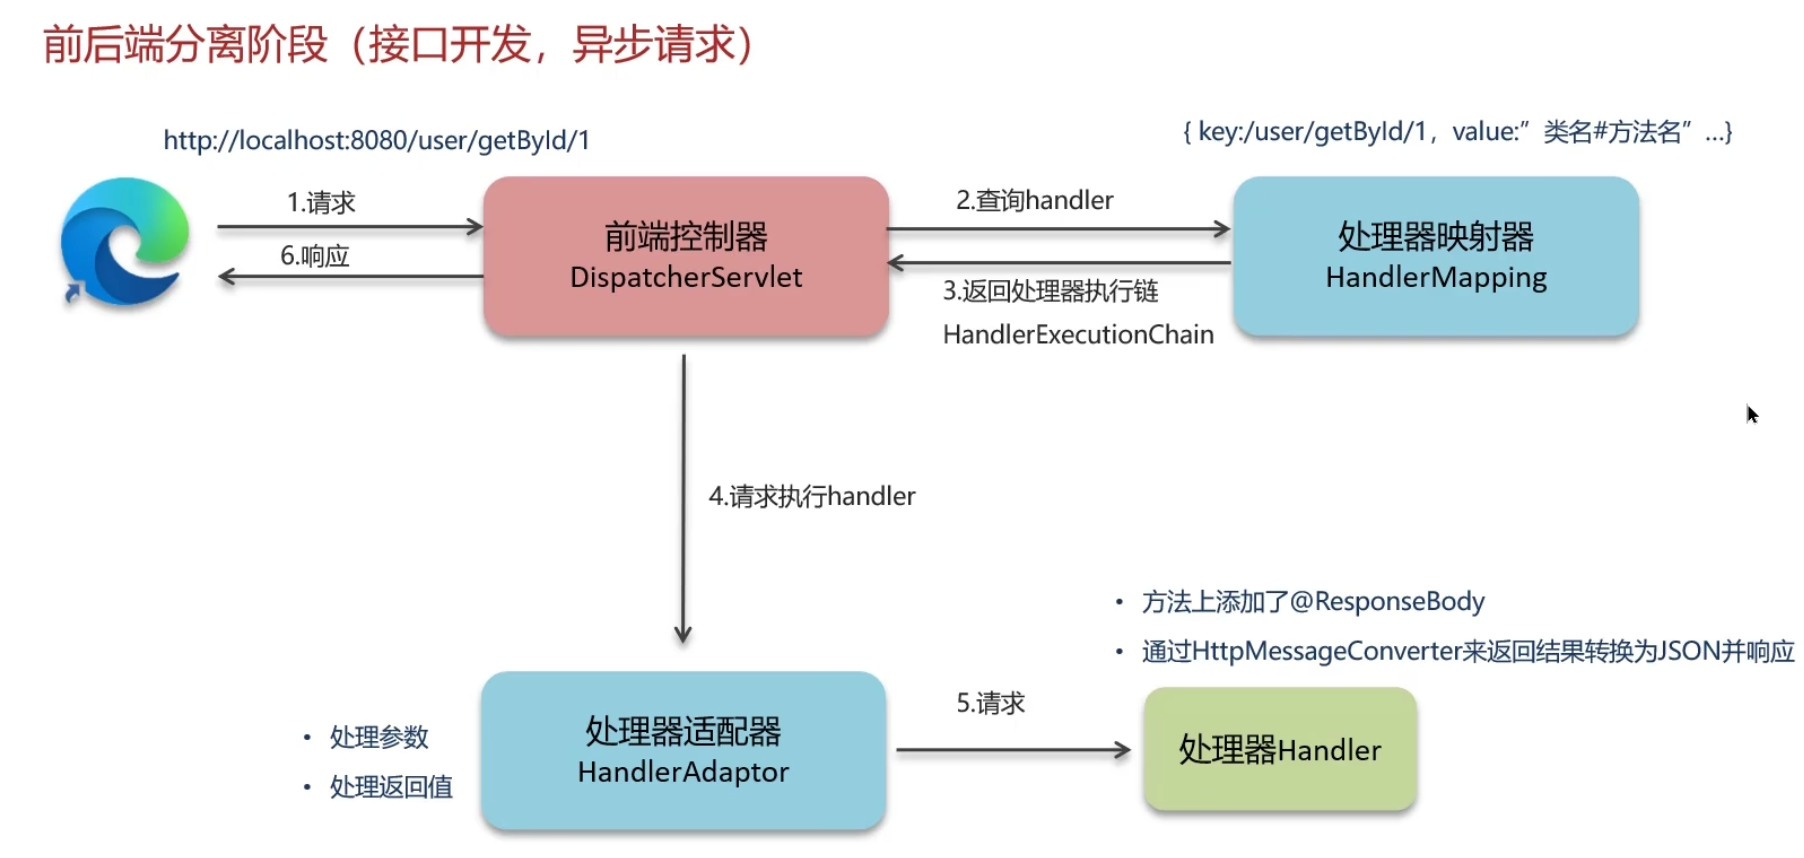 前后端分离阶段（接口开发，异步请求）
http://localhost:8080/user/getById/1
{ key:/user/getById/1，value:”类名#方法名” ...}
1.请求
6.响应
前端控制器
DispatcherServlet
2.查询handler
3.返回处理器执行链
HandlerExecutionChain
处理器映射器
HandlerMapping
4.请求执行handler
• 方法上添加了@ResponseBody
• 通过HttpMessageConverter来返回结果转换为JSON并响应
• 处理参数
• 处理返回值
处理器适配器
HandlerAdaptor
5.请求
处理器Handler